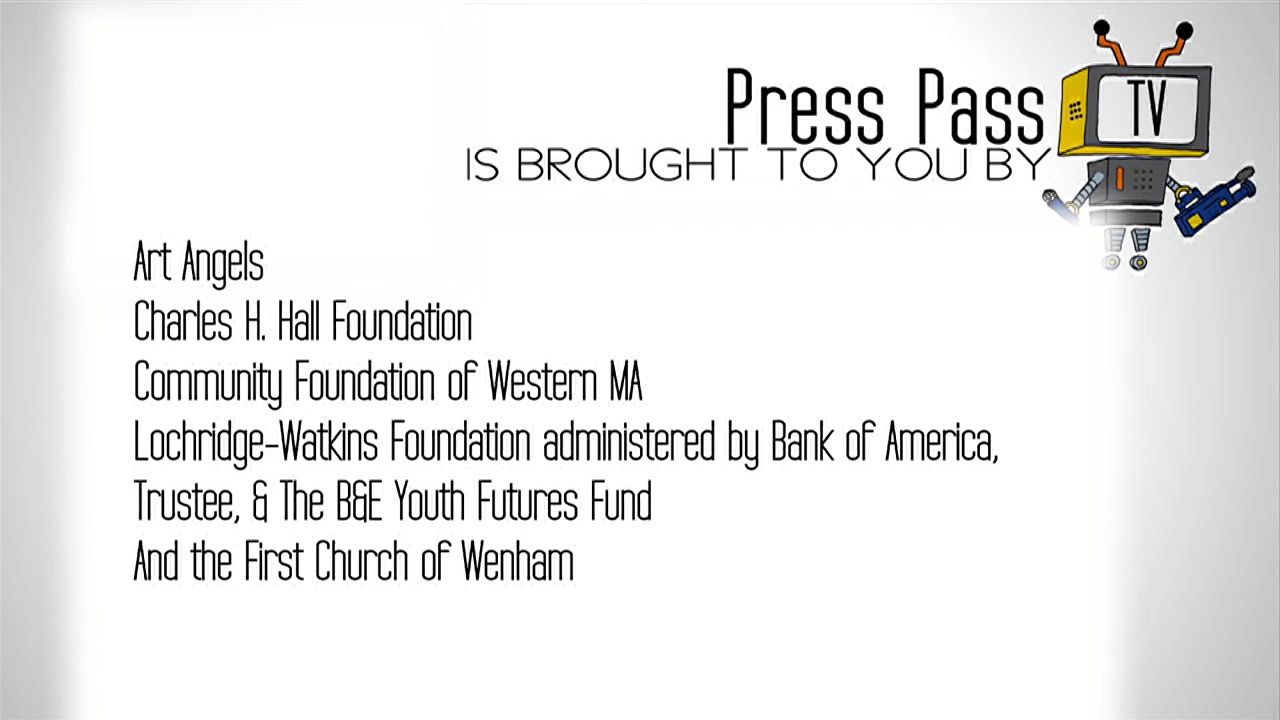 Press Pass TV
IS BROUGHT TO YOU BY
Art Angels
Charles H. Hall Foundation
Community Foundation of Western MA
Lochridge-Watkins Foundation administered by Bank of America,
Trustee, & The B&E Youth Futures Fund
And the First Church of Wenham